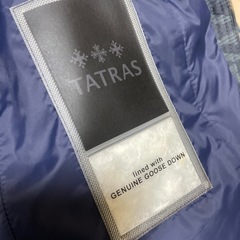 TATRAS
lined with
GENUINE GOOSE DOWN